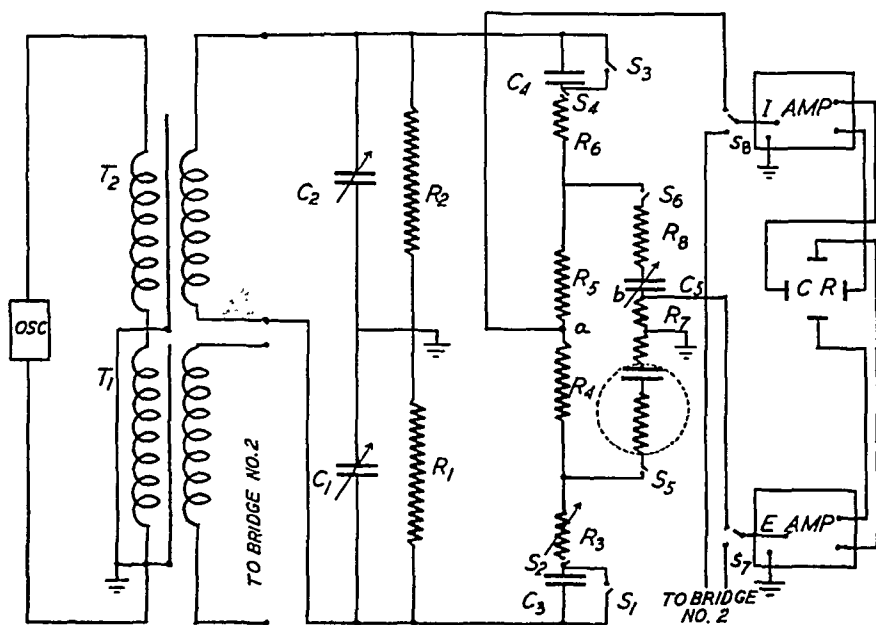 T2
T1
OSC
TO BRIDGE NO.2
C2
R2
C1
R1
C4
S4
S3
R6
S6
R8
R5
b
C5
a
R7
R4
S5
S2
R3
C3
S1
I AMP
S8
C R
E AMP
S7
TO BRIDGE
NO. 2